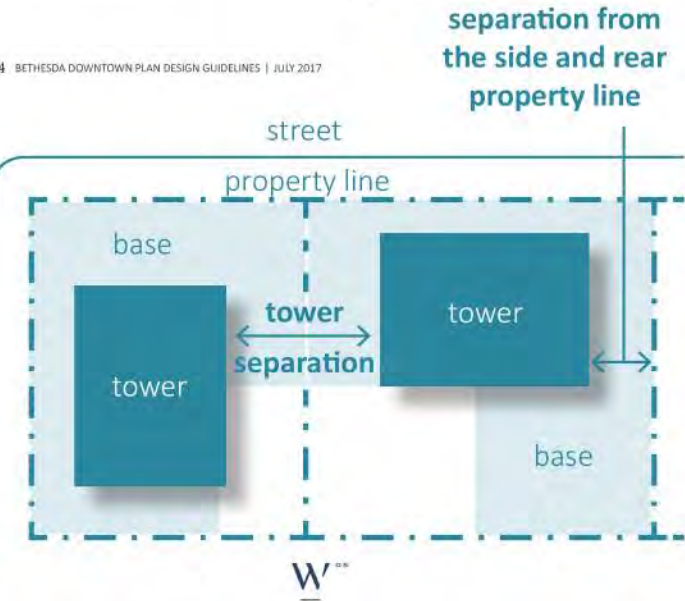 separation from
the side and rear
property line
4 BETHESDA DOWNTOWN PLAN DESIGN GUIDELINES | JULY 2017
street
property line
base
tower
tower
separation
tower
base
W